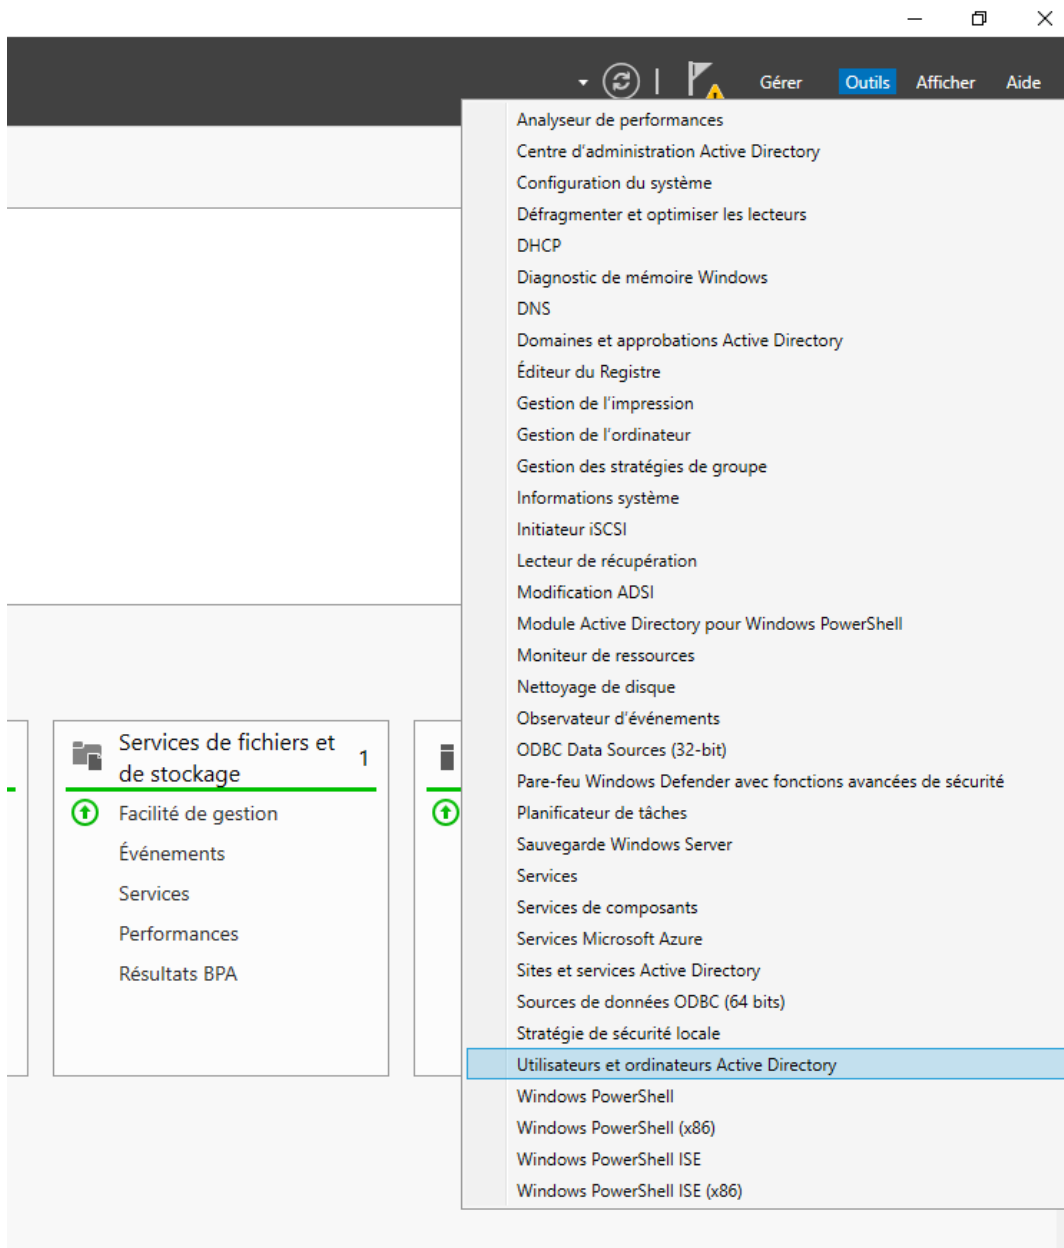 Gérer Outils Afficher Aide
Analyseur de performances
Centre d'administration Active Directory
Configuration du système
Défragmenter et optimiser les lecteurs
DHCP
Diagnostic de mémoire Windows
DNS
Domaines et approbations Active Directory
Éditeur du Registre
Gestion de l'impression
Gestion de l'ordinateur
Gestion des stratégies de groupe
Informations système
Initiateur iSCSI
Lecteur de récupération
Modification ADSI
Module Active Directory pour Windows PowerShell
Moniteur de ressources
Nettoyage de disque
Observateur d'événements
ODBC Data Sources (32-bit)
Pare-feu Windows Defender avec fonctions avancées de sécurité
Planificateur de tâches
Sauvegarde Windows Server
Services
Services de composants
Services Microsoft Azure
Sites et services Active Directory
Sources de données ODBC (64 bits)
Stratégie de sécurité locale
Utilisateurs et ordinateurs Active Directory
Windows PowerShell
Windows PowerShell (x86)
Windows PowerShell ISE
Windows PowerShell ISE (x86)
Services de fichiers et
de stockage
1
Facilité de gestion
Événements
Services
Performances
Résultats BPA